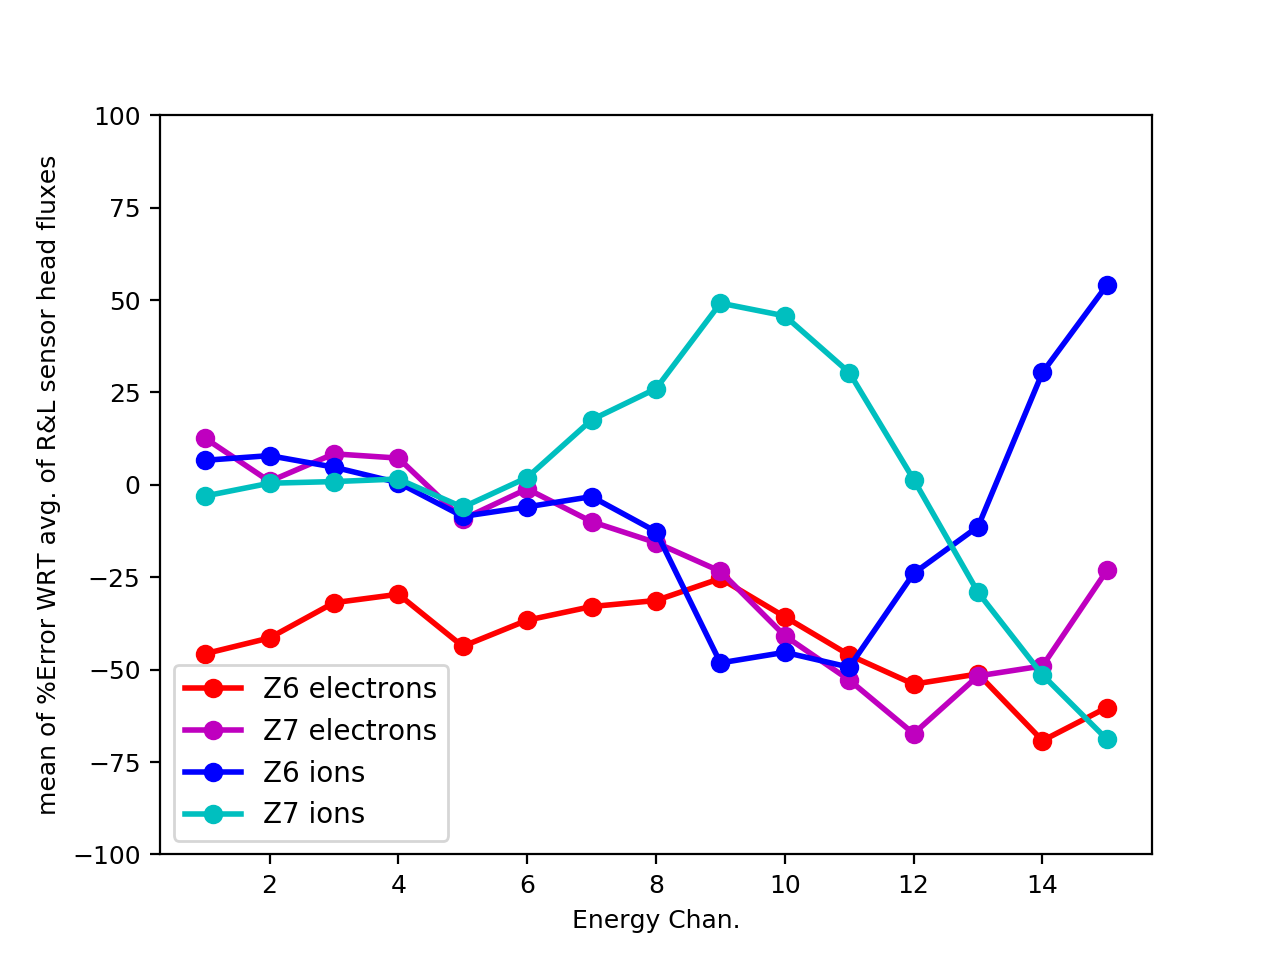 100
75
50
25
0
−25
−50
−75
−100
mean of %Error WRT avg. of R&L sensor head fluxes
Z6 electrons
Z7 electrons
Z6 ions
Z7 ions
2 4 6 8 10 12 14
Energy Chan.